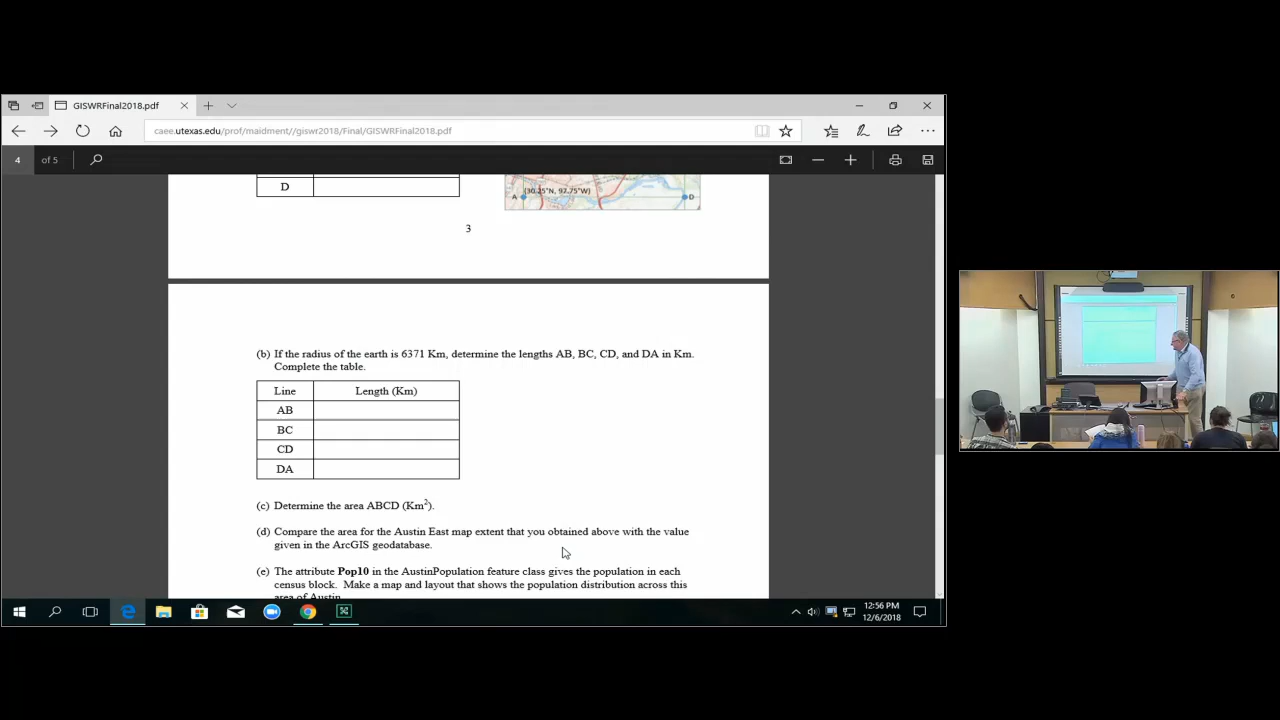 GISWRFinal2018.pdf
caee.utexas.edu/prof/maidment//giswr2018/Final/GISWRFinal2018.pdf
4 of 5
D
(30.25°N, 97.75°W)
A
D
3
(b) If the radius of the earth is 6371 Km, determine the lengths AB, BC, CD, and DA in Km.
Complete the table.
Line Length (Km)
AB
BC
CD
DA
(c) Determine the area ABCD (Km2).
(d) Compare the area for the Austin East map extent that you obtained above with the value
given in the ArcGIS geodatabase.
(e) The attribute Pop10 in the AustinPopulation feature class gives the population in each
census block. Make a map and layout that shows the population distribution across this
area of Austin.
12:56 PM
12/6/2018